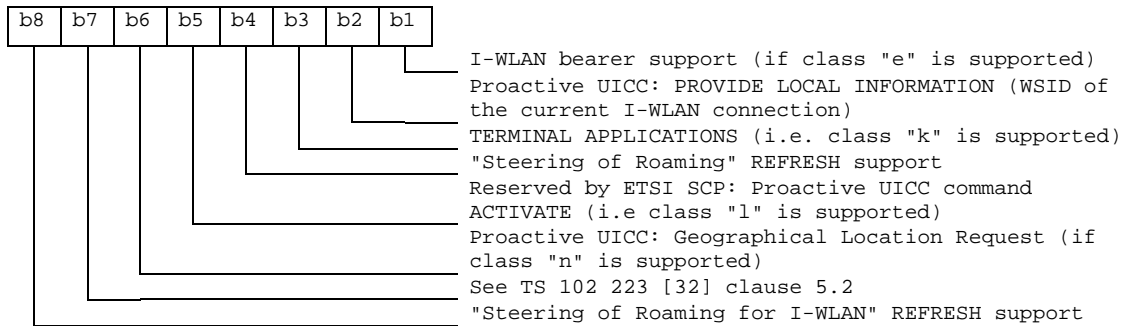 b8 b7 b6 b5 b4 b3 b2 b1
I-WLAN bearer support (if class "e" is supported)
Proactive UICC: PROVIDE LOCAL INFORMATION (WSID of
the current I-WLAN connection)
TERMINAL APPLICATIONS (i.e. class "k" is supported)
"Steering of Roaming" REFRESH support
Reserved by ETSI SCP: Proactive UICC command
ACTIVATE (i.e class "l" is supported)
Proactive UICC: Geographical Location Request (if
class "n" is supported)
See TS 102 223 [32] clause 5.2
"Steering of Roaming for I-WLAN" REFRESH support